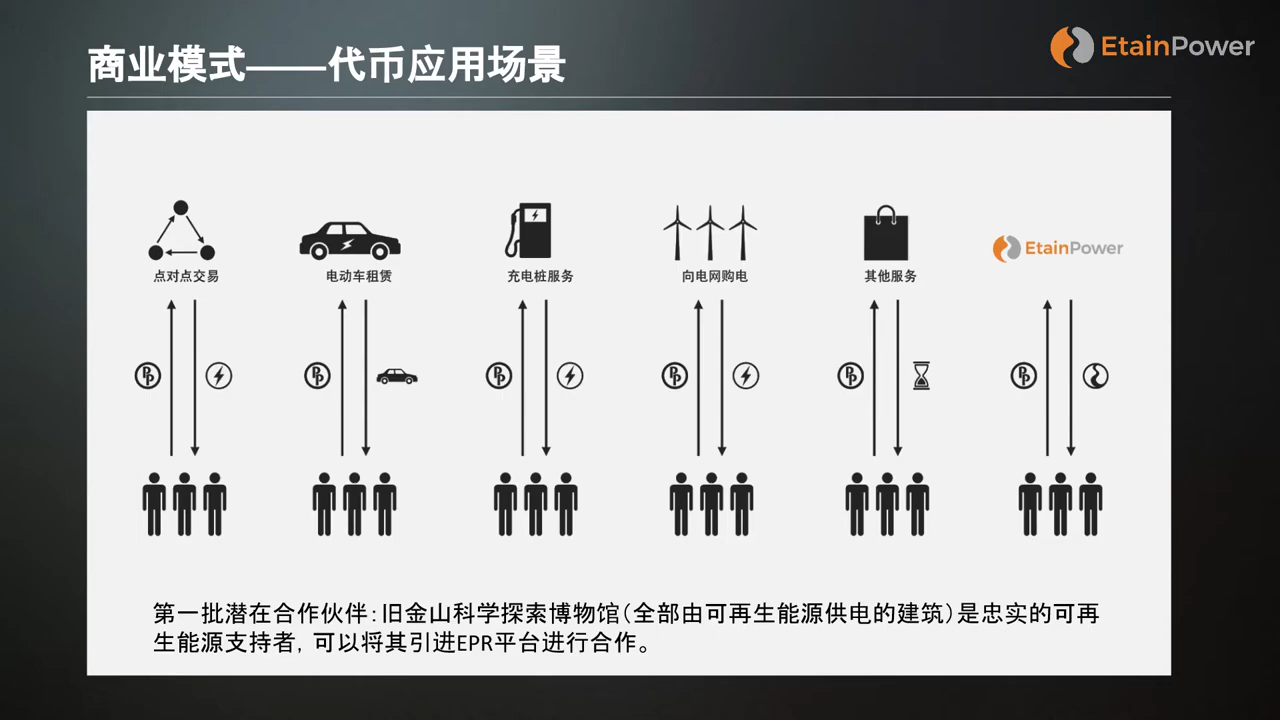 商业模式——代币应用场景
EtainPower
点对点交易
电动车租赁
充电桩服务
向电网购电
其他服务
EtainPower
第一批潜在合作伙伴：旧金山科学探索博物馆（全部由可再生能源供电的建筑）是忠实的可再
生能源支持者，可以将其引进EPR平台进行合作。